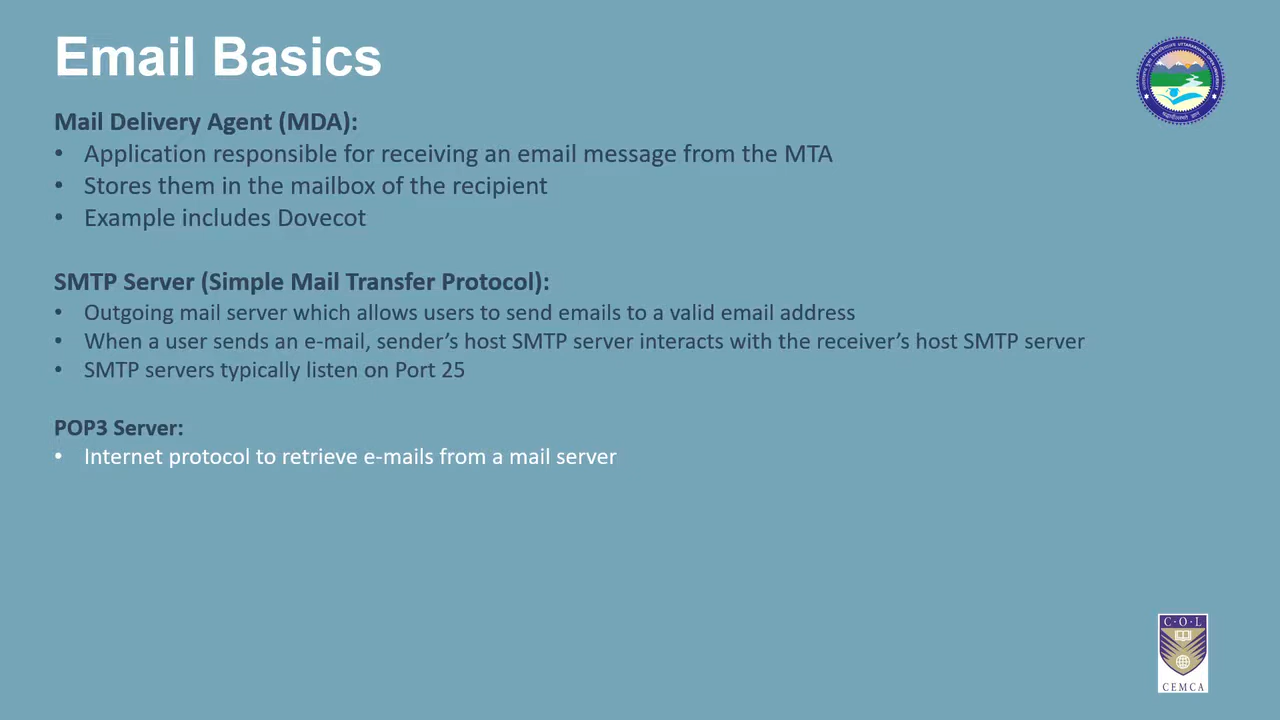 Email Basics
Mail Delivery Agent (MDA):
• Application responsible for receiving an email message from the MTA
• Stores them in the mailbox of the recipient
• Example includes Dovecot
SMTP Server (Simple Mail Transfer Protocol):
• Outgoing mail server which allows users to send emails to a valid email address
• When a user sends an e-mail, sender’s host SMTP server interacts with the receiver’s host SMTP server
• SMTP servers typically listen on Port 25
POP3 Server:
• Internet protocol to retrieve e-mails from a mail server
C·O·L
CEMCA